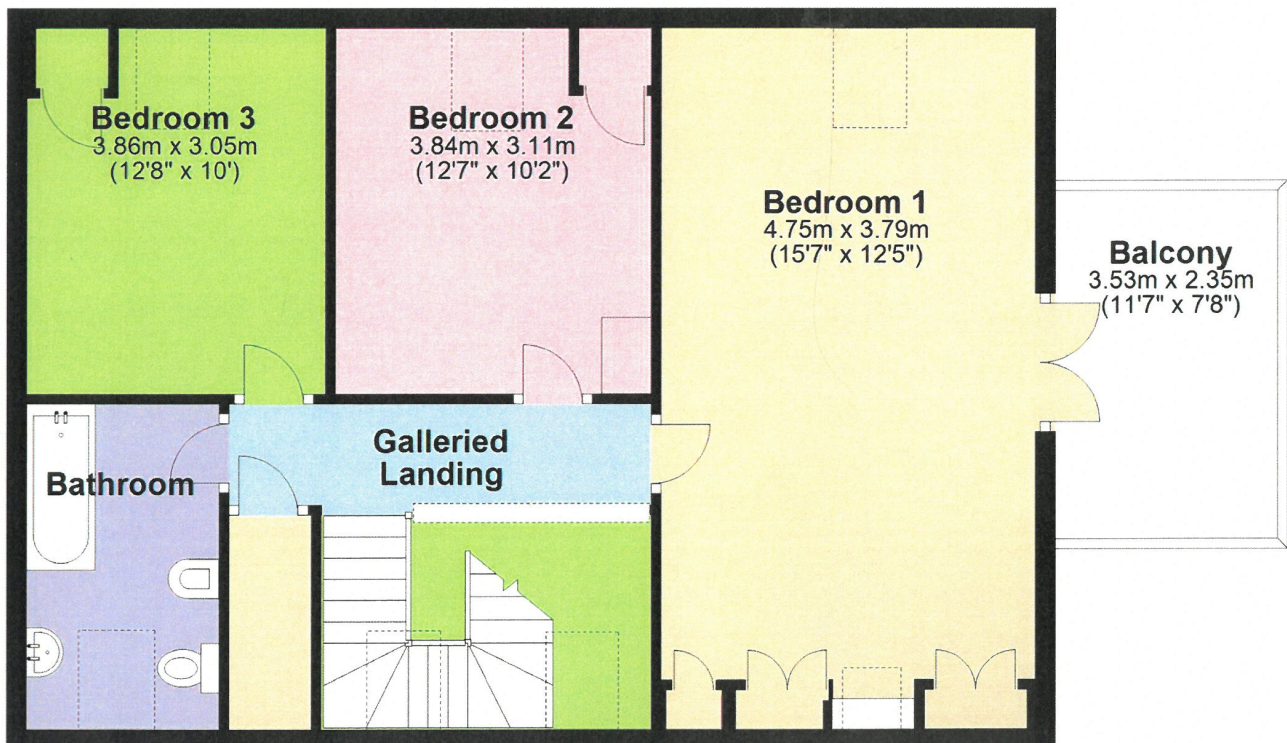 Bedroom 3
3.86m x 3.05m
(12'8" x 10')
Bedroom 2
3.84m x 3.11m
(12'7" x 10'2")
Bedroom 1
4.75m x 3.79m
(15'7" x 12'5")
Balcony
3.53m x 2.35m
(11'7" x 7'8")
Galleried
Landing
Bathroom